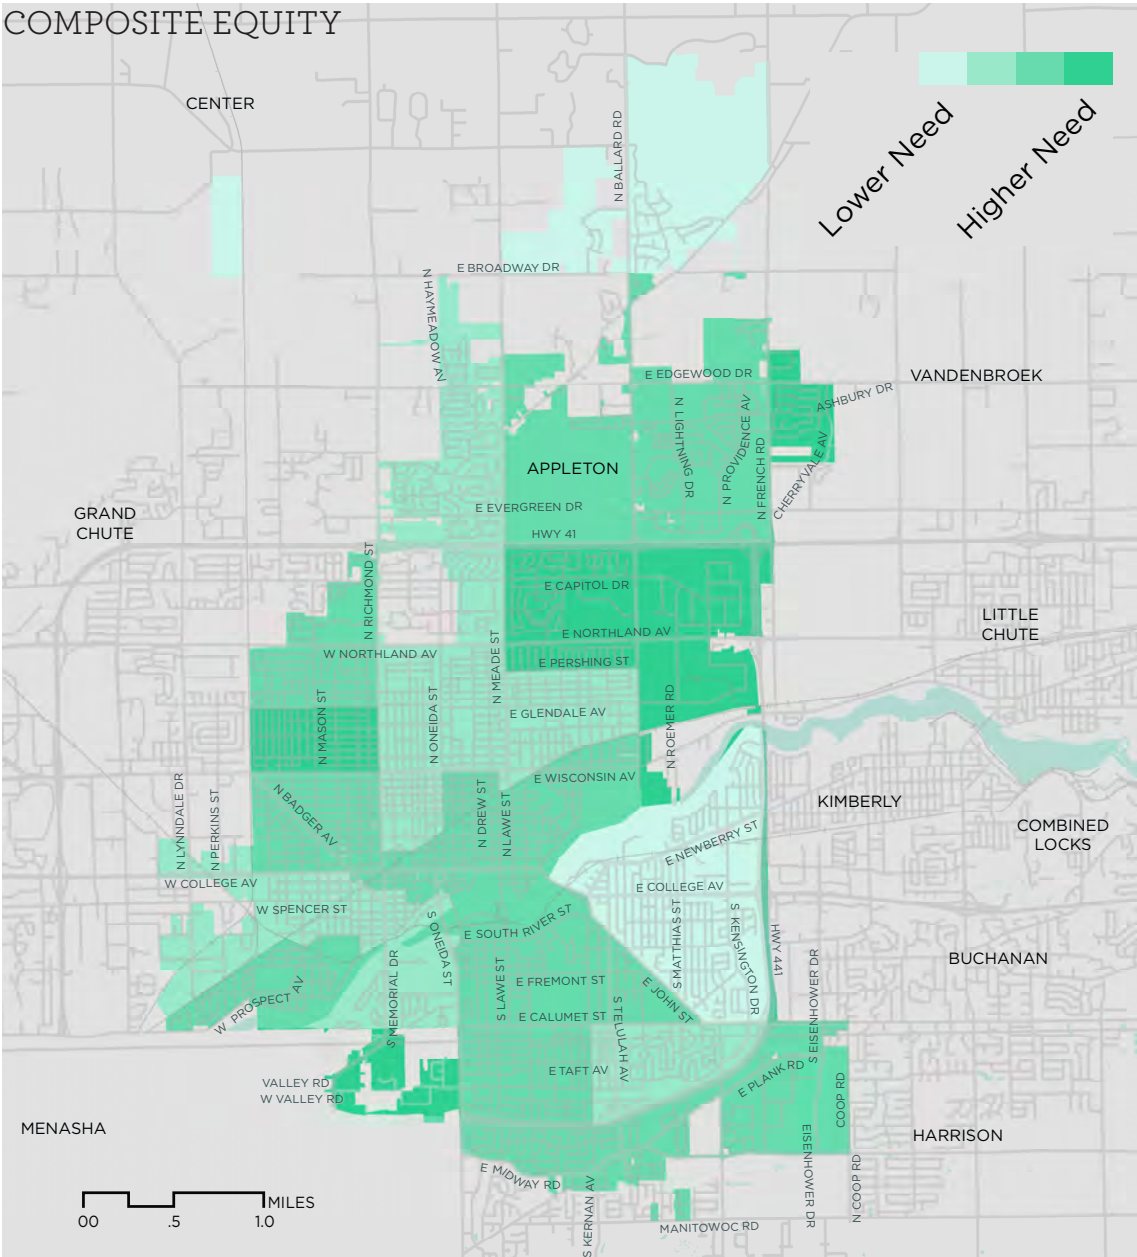 COMPOSITE EQUITY
Lower Need
Higher Need
CENTER
N BALLARD RD
E BROADWAY DR
N HAYMEADOW AV
E EDGEWOOD DR
VANDENBROEK
ASHBURY DR
N LIGHTNING DR
N PROVIDENCE AV
N FRENCH RD
CHERRYVALE AV
APPLETON
E EVERGREEN DR
GRAND
CHUTE
HWY 41
N RICHMOND ST
E CAPITOL DR
LITTLE
CHUTE
E NORTHLAND AV
W NORTHLAND AV
N MEADE ST
E PERSHING ST
N MASON ST
N ONEIDA ST
E GLENDALE AV
N ROEMER RD
E WISCONSIN AV
N LYNNDALE DR
N PERKINS ST
N BADGER AV
N DREW ST
N LAWE ST
KIMBERLY
COMBINED
LOCKS
E NEWBERRY ST
W COLLEGE AV
E COLLEGE AV
W SPENCER ST
S ONEIDA ST
E SOUTH RIVER ST
S MATTHIAS ST
S KENSINGTON DR
HWY 441
S EISENHOWER DR
BUCHANAN
S MEMORIAL DR
S LAWE ST
E FREMONT ST
E JOHN ST
W PROSPECT AV
E CALUMET ST
S TELULAH AV
E TAFT AV
E PLANK RD
COOP RD
VALLEY RD
W VALLEY RD
MENASHA
HARRISON
EISENHOWER DR
N COOP RD
E MIDWAY RD
S KERNAN AV
MANITOWOC RD
MILES
00 .5 1.0